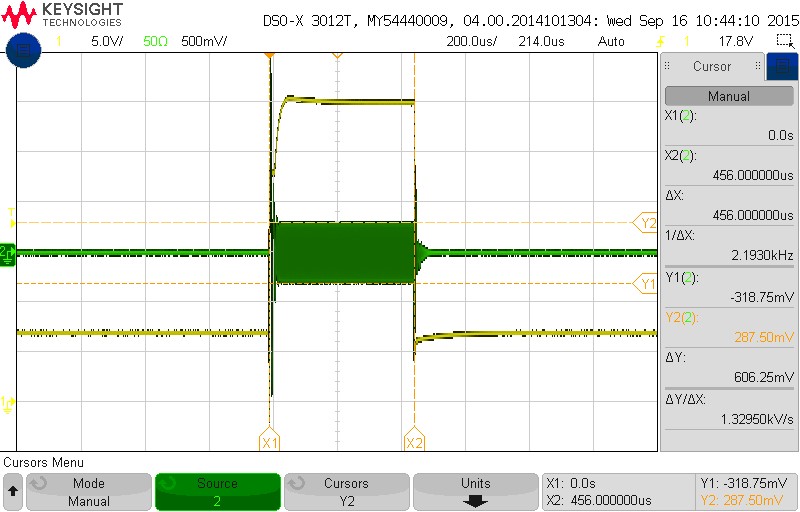 KEYSIGHT
TECHNOLOGIES
DSO-X 3012T, MY54440009, 04.00.2014101304: Wed Sep 16 10:44:10 2015
1 5.0V/ 50Ω 500mV/ 200.0us/ 214.0us Auto 1 17.8V
Cursor
Manual
X1(2):
0.0s
X2(2):
456.000000us
ΔX:
456.000000us
1/ΔX:
2.1930kHz
Y1(2):
-318.75mV
Y2(2):
287.50mV
ΔY:
606.25mV
ΔY/ΔX:
1.32950kV/s
T
Y2
2
Y1
1
X1 X2
Cursors Menu
Mode
Manual
Source
2
Cursors
Y2
Units
X1: 0.0s
X2: 456.000000us
Y1: -318.75mV
Y2: 287.50mV